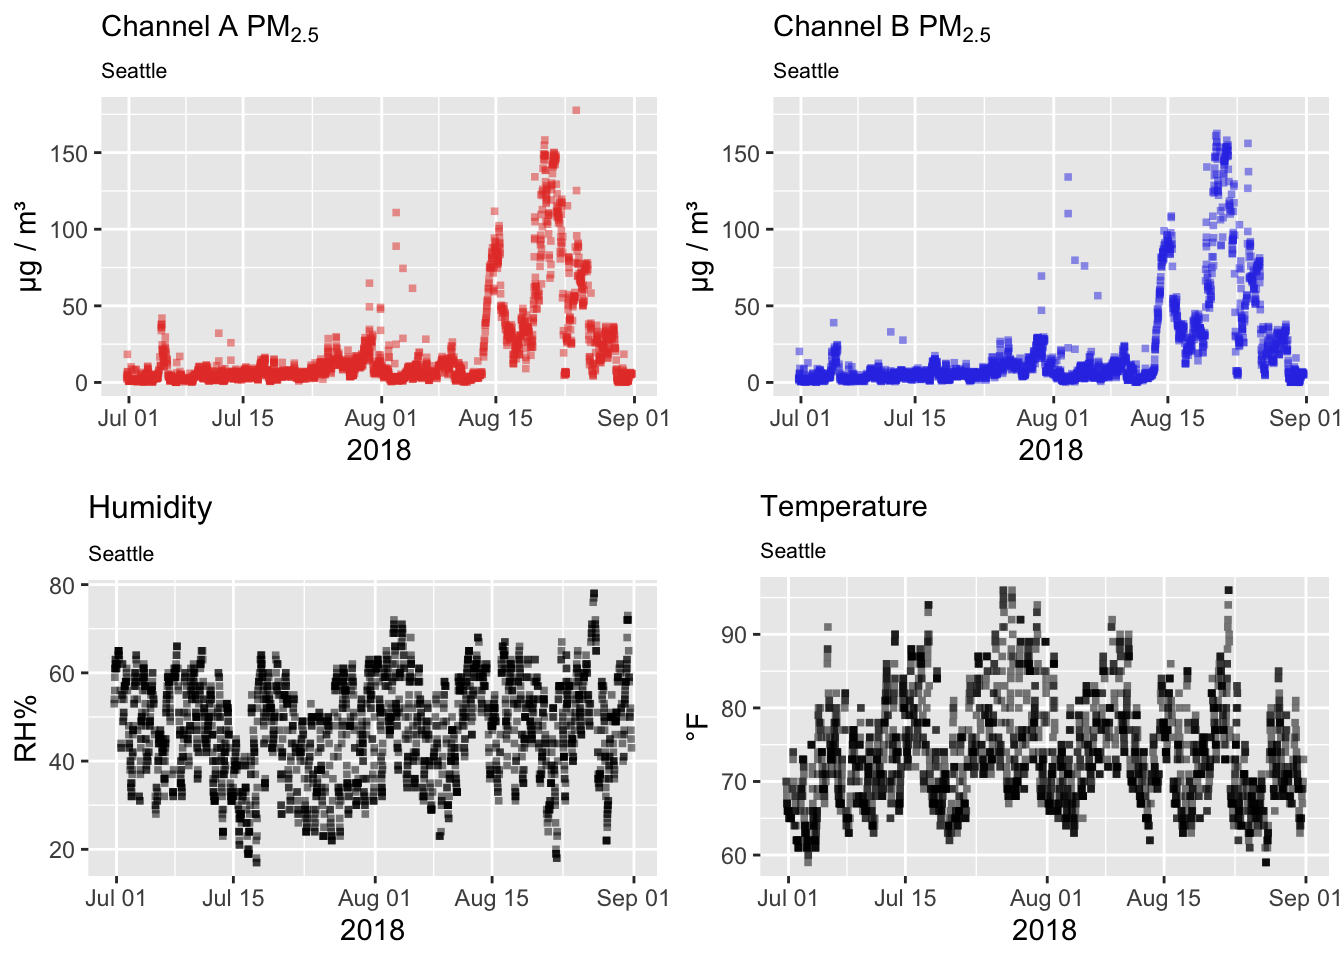 Channel A PM2.5
Seattle
µg / m³
150
100
50
0
Jul 01 Jul 15 Aug 01 Aug 15 Sep 01
2018
Channel B PM2.5
Seattle
µg / m³
150
100
50
0
Jul 01 Jul 15 Aug 01 Aug 15 Sep 01
2018
Humidity
Seattle
RH%
80
60
40
20
Jul 01 Jul 15 Aug 01 Aug 15 Sep 01
2018
Temperature
Seattle
°F
90
80
70
60
Jul 01 Jul 15 Aug 01 Aug 15 Sep 01
2018